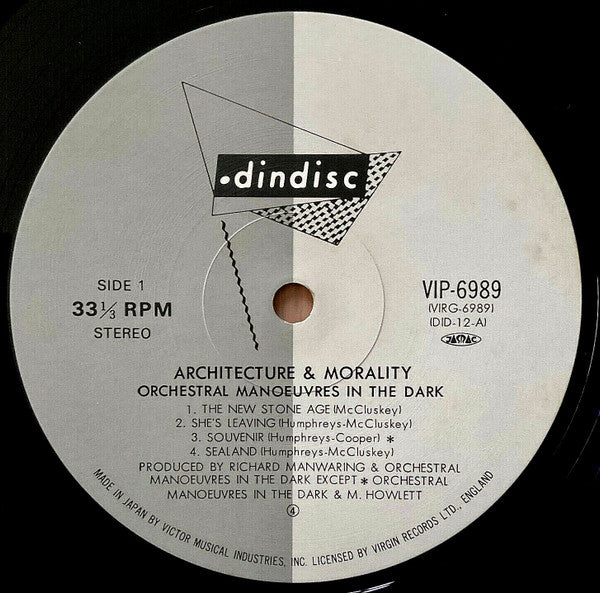 •dindisc
SIDE 1
33⅓ RPM
STEREO
VIP-6989
(VIRG-6989)
(DID-12-A)
JASRAC
ARCHITECTURE & MORALITY
ORCHESTRAL MANOEUVRES IN THE DARK
1. THE NEW STONE AGE (McCluskey)
2. SHE'S LEAVING (Humphreys-McCluskey)
3. SOUVENIR (Humphreys-Cooper) *
4. SEALAND (Humphreys-McCluskey)
PRODUCED BY RICHARD MANWARING & ORCHESTRAL
MANOEUVRES IN THE DARK EXCEPT * ORCHESTRAL
MANOEUVRES IN THE DARK & M. HOWLETT
④
MADE IN JAPAN BY VICTOR MUSICAL INDUSTRIES, INC. LICENSED BY VIRGIN RECORDS LTD., ENGLAND